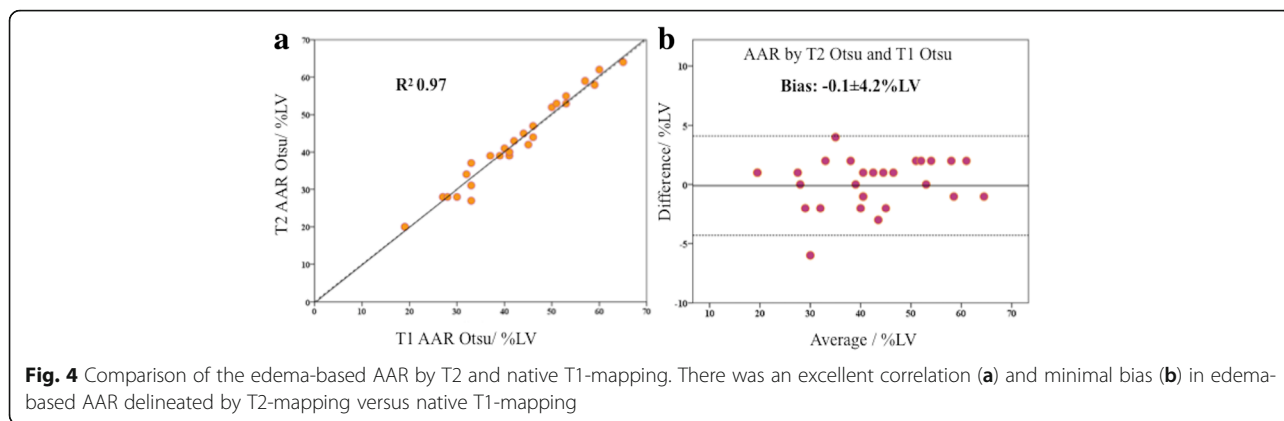 a
70
60
50
40
30
20
10
0
T2 AAR Otsu/ %LV
R² 0.97
0 10 20 30 40 50 60 70
T1 AAR Otsu/ %LV
b
AAR by T2 Otsu and T1 Otsu
Bias: -0.1±4.2%LV
10
5
0
-5
-10
Difference/ %LV
10 20 30 40 50 60 70
Average / %LV
Fig. 4 Comparison of the edema-based AAR by T2 and native T1-mapping. There was an excellent correlation (a) and minimal bias (b) in edema-
based AAR delineated by T2-mapping versus native T1-mapping